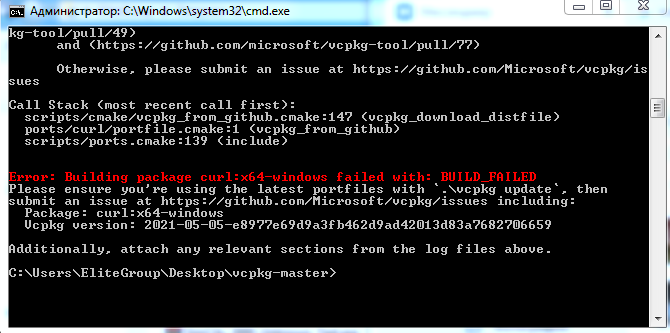 Администратор: C:\Windows\system32\cmd.exe
kg-tool/pull/49)
and (https://github.com/microsoft/vcpkg-tool/pull/77)
Otherwise, please submit an issue at https://github.com/Microsoft/vcpkg/is
sues
Call Stack (most recent call first):
scripts/cmake/vcpkg_from_github.cmake:147 (vcpkg_download_distfile)
ports/curl/portfile.cmake:1 (vcpkg_from_github)
scripts/ports.cmake:139 (include)
Error: Building package curl:x64-windows failed with: BUILD_FAILED
Please ensure you're using the latest portfiles with `.\vcpkg update`, then
submit an issue at https://github.com/Microsoft/vcpkg/issues including:
Package: curl:x64-windows
Vcpkg version: 2021-05-05-e8977e69d9a3fb462d9ad42013d83a7682706659
Additionally, attach any relevant sections from the log files above.
C:\Users\EliteGroup\Desktop\vcpkg-master>